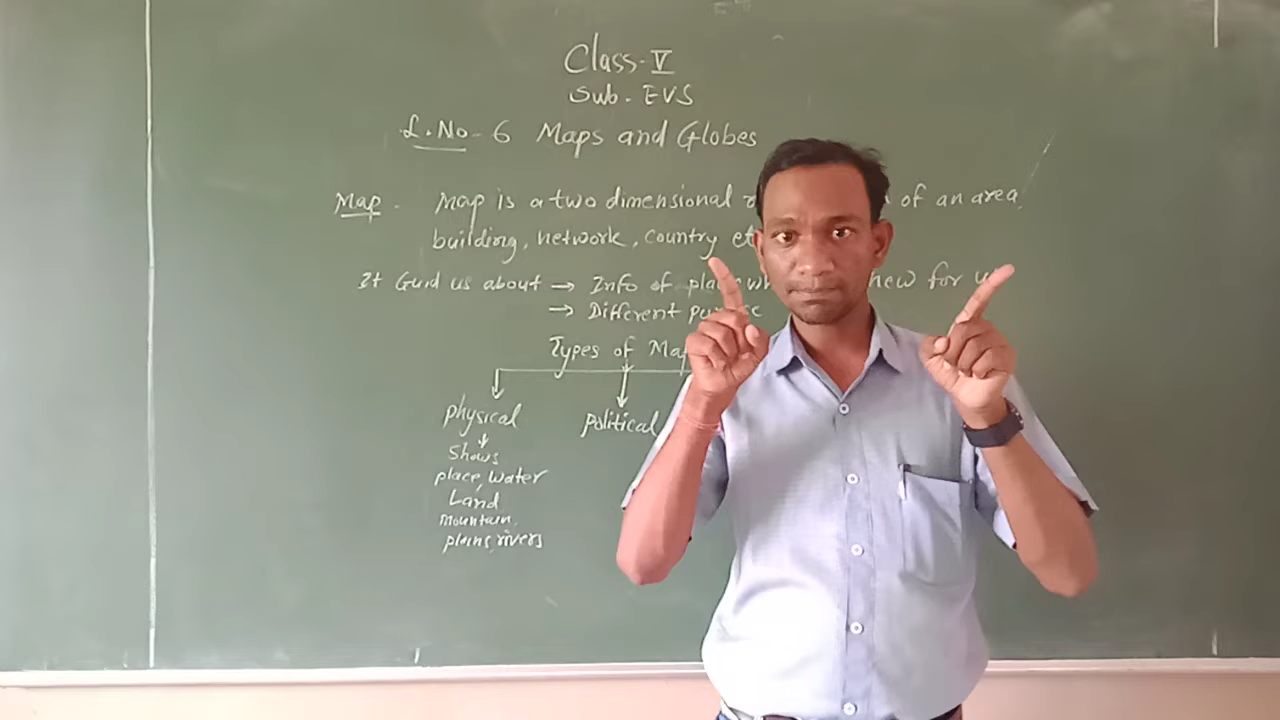 Class-V
Sub. EVS
L.No-6 Maps and Globes
Map - Map is a two dimensional of an area,
building, network, country
It Guid us about → Info of new for
→ Different
Types of
physical political
Shows
place, Water
Land
mountain,
plains, rivers